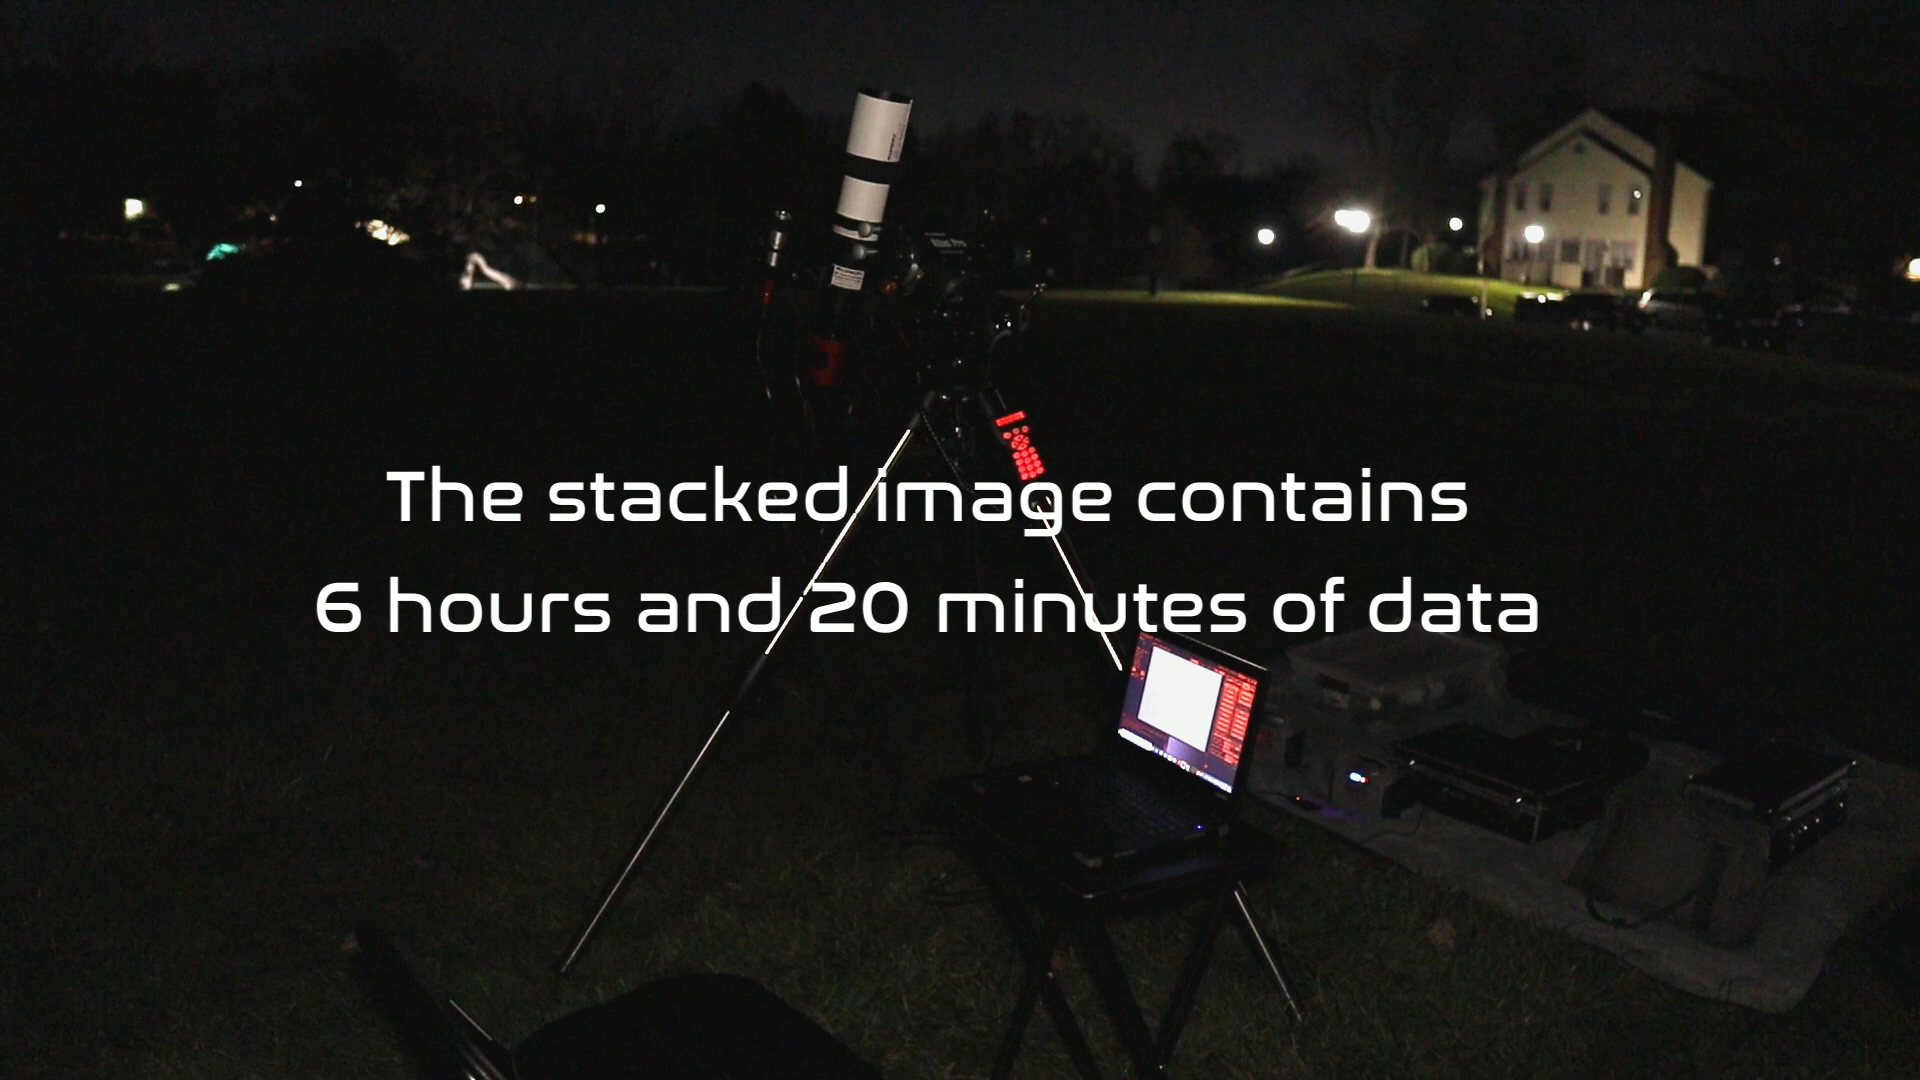 The stacked image contains
6 hours and 20 minutes of data